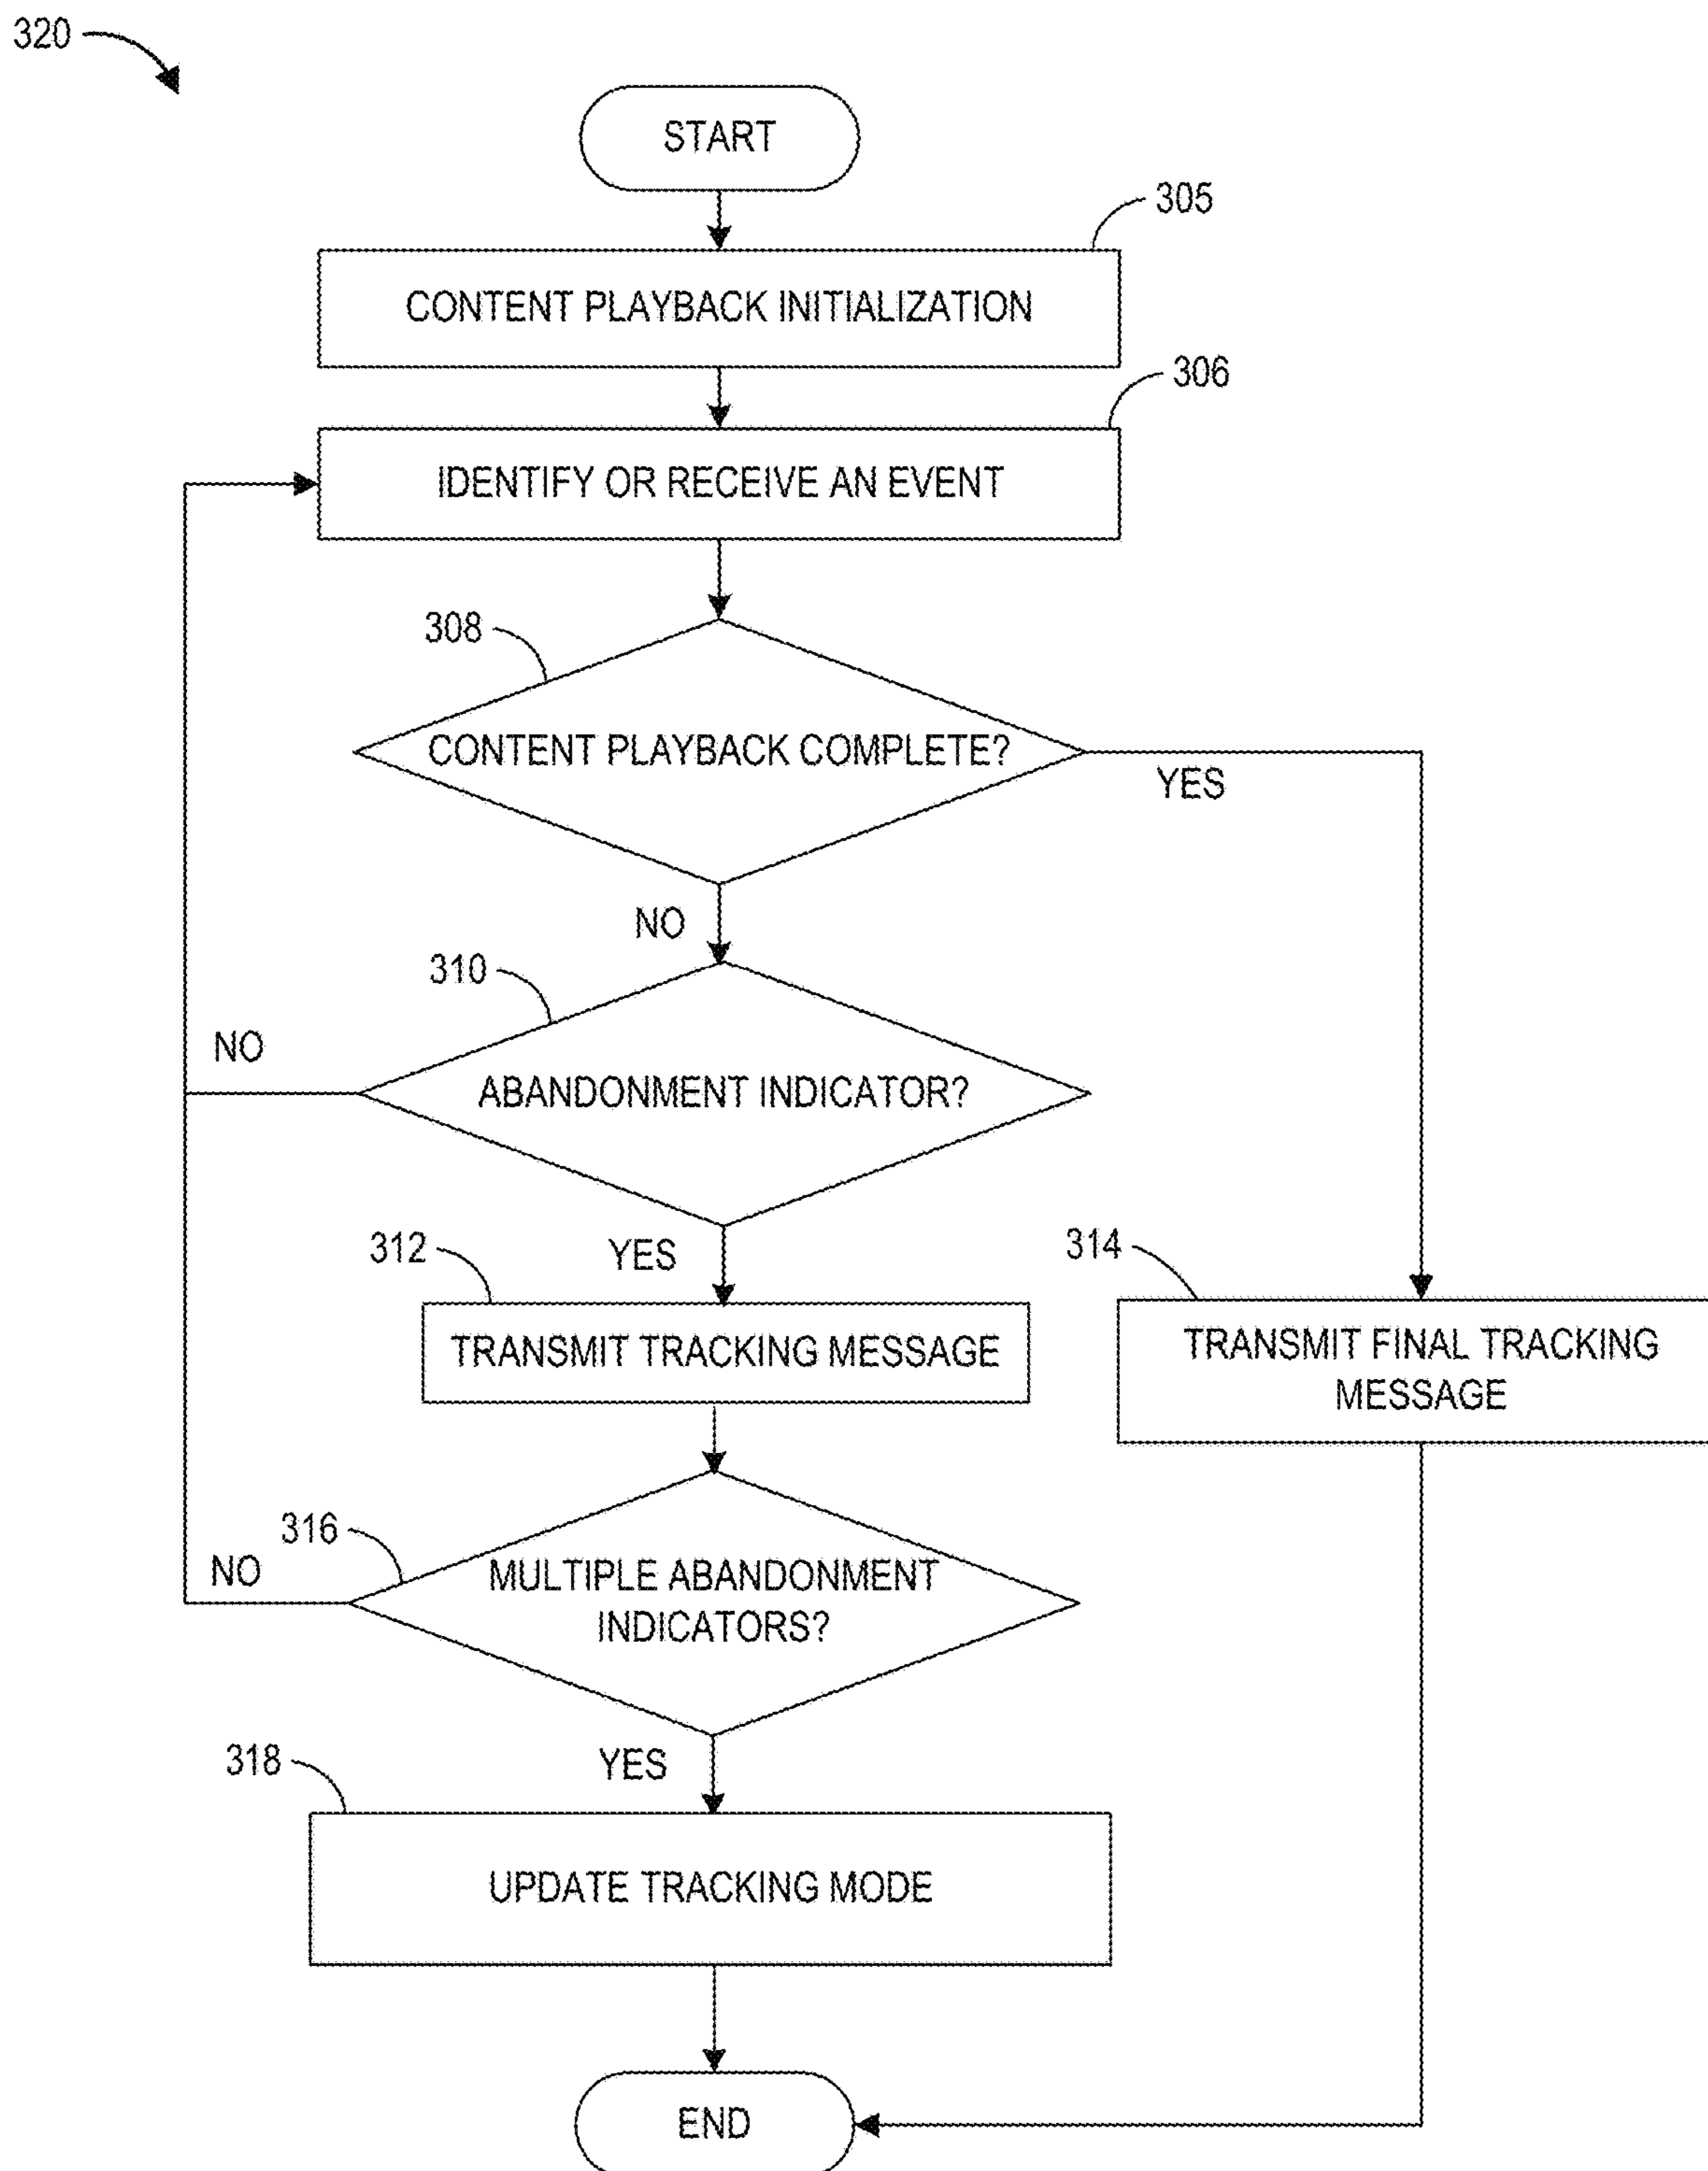 320
START
305
CONTENT PLAYBACK INITIALIZATION
306
IDENTIFY OR RECEIVE AN EVENT
308
CONTENT PLAYBACK COMPLETE?
YES
NO
310
NO
ABANDONMENT INDICATOR?
312
YES
314
TRANSMIT TRACKING MESSAGE
TRANSMIT FINAL TRACKING
MESSAGE
316
NO
MULTIPLE ABANDONMENT
INDICATORS?
318
YES
UPDATE TRACKING MODE
END